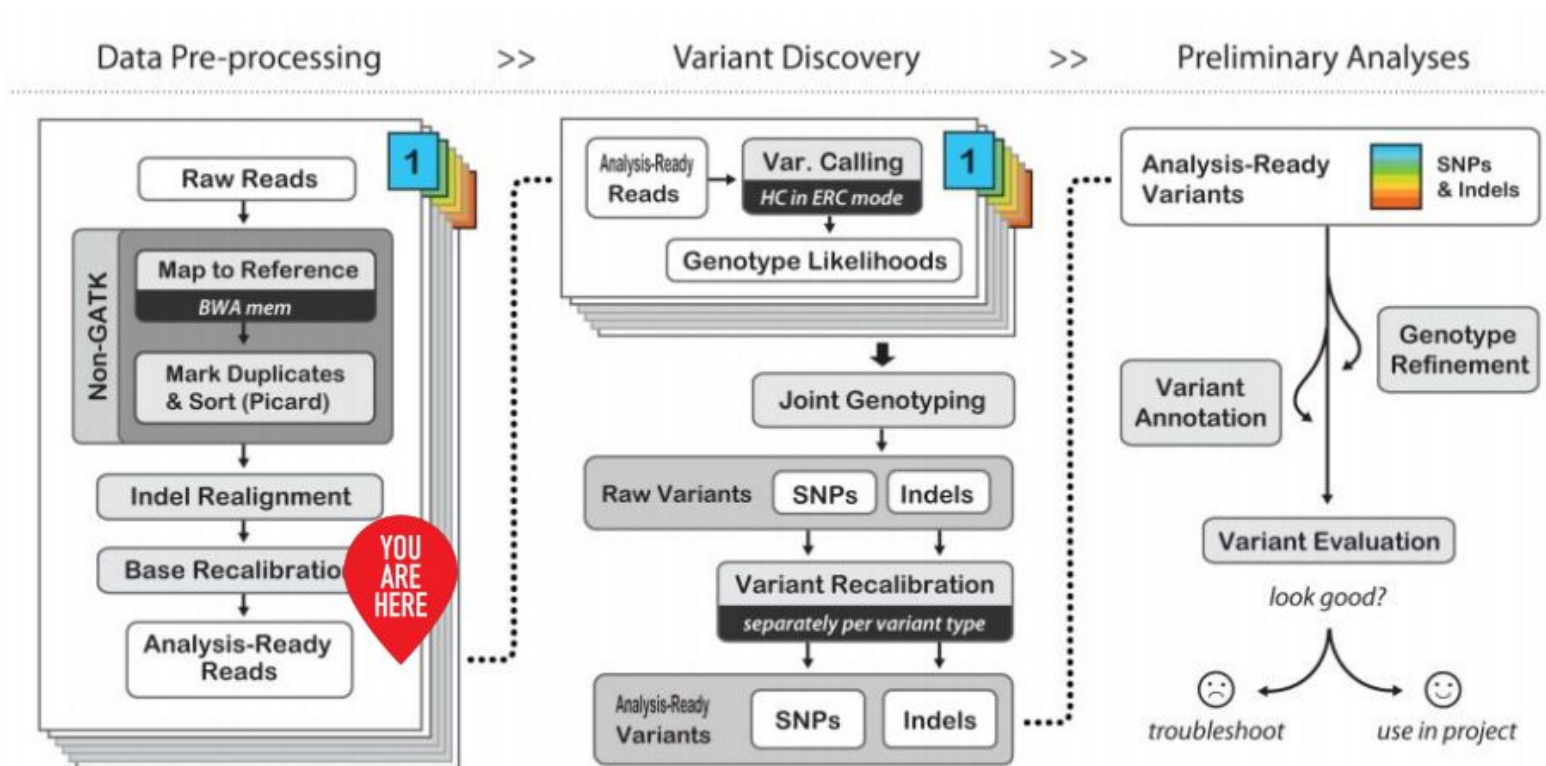 Data Pre-processing >> Variant Discovery >> Preliminary Analyses
1
Raw Reads
Non-GATK
Map to Reference
BWA mem
Mark Duplicates
& Sort (Picard)
Indel Realignment
Base Recalibratio
YOU
ARE
HERE
Analysis-Ready
Reads
Analysis-Ready
Reads
Var. Calling
HC in ERC mode
1
Genotype Likelihoods
Joint Genotyping
Raw Variants SNPs Indels
Variant Recalibration
separately per variant type
Analysis-Ready
Variants
SNPs Indels
Analysis-Ready
Variants
SNPs
& Indels
Genotype
Refinement
Variant
Annotation
Variant Evaluation
look good?
troubleshoot use in project